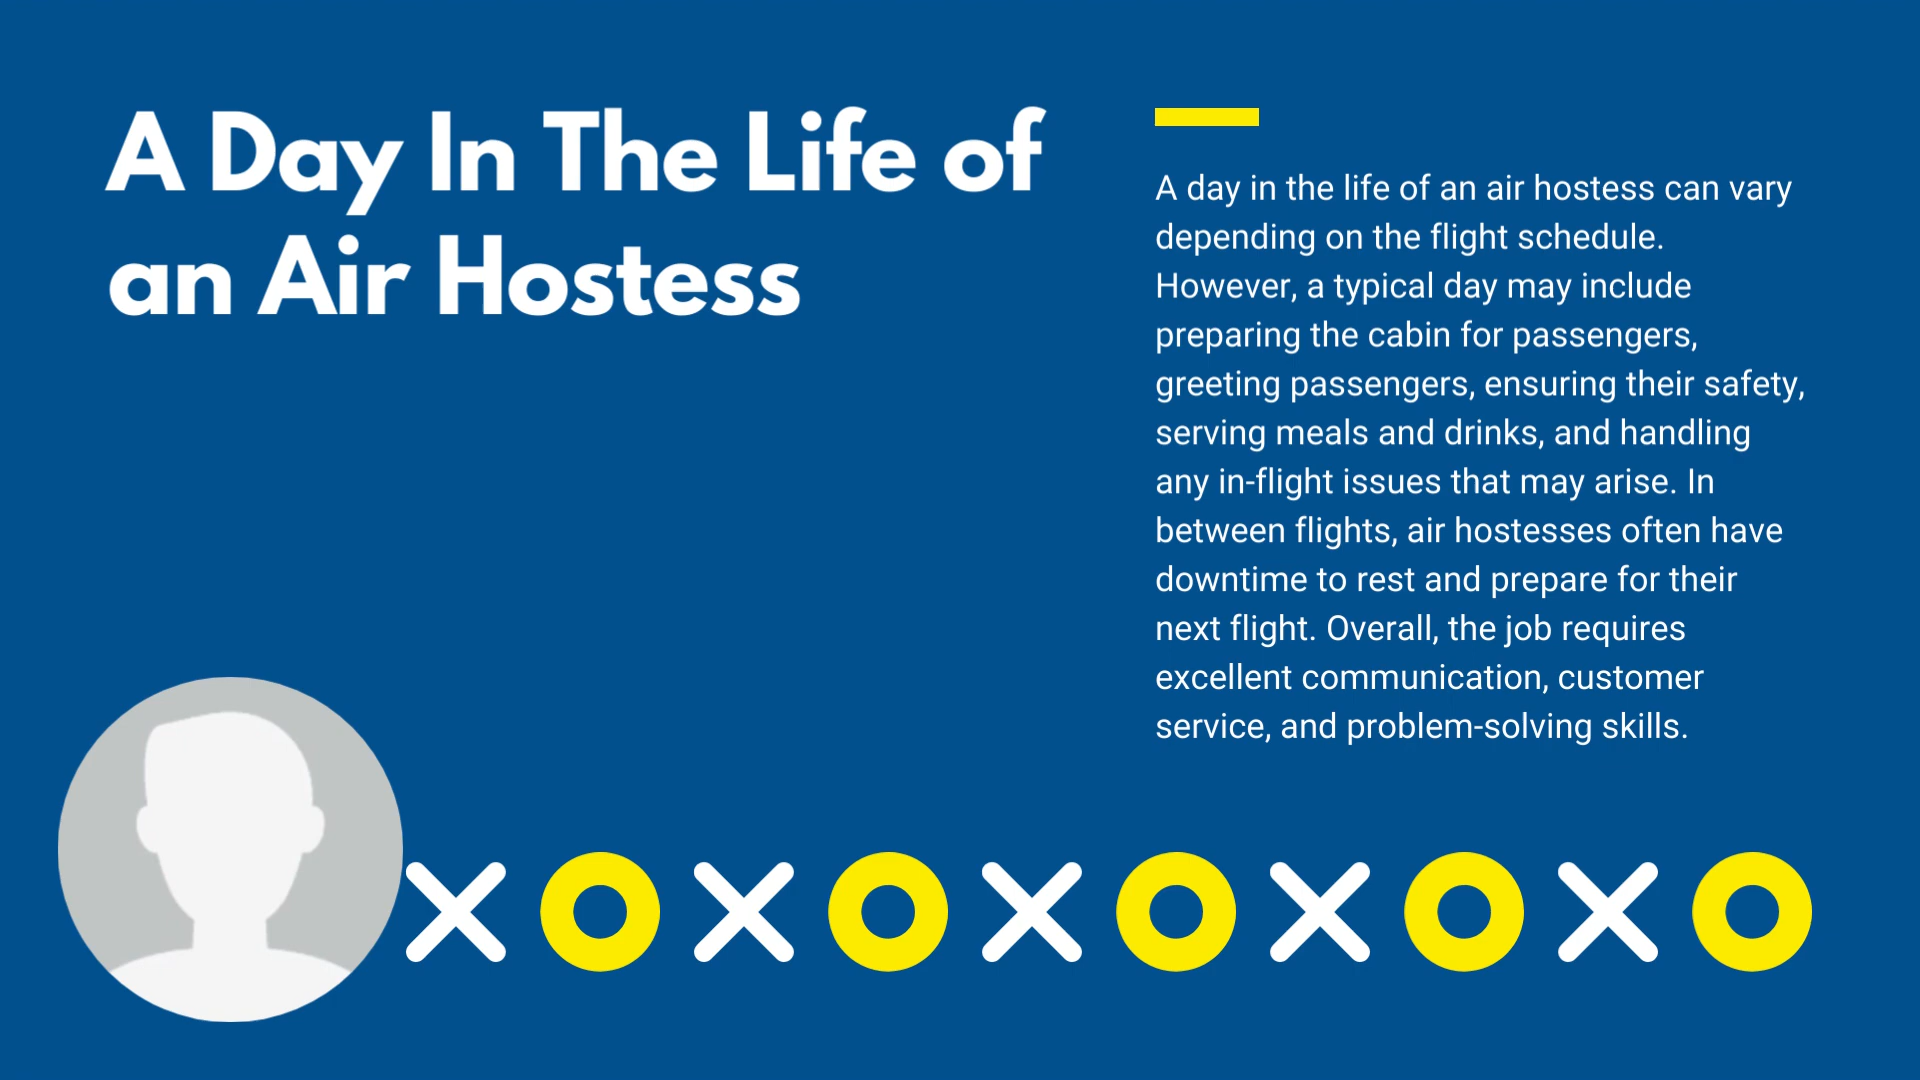 A Day In The Life of
an Air Hostess
A day in the life of an air hostess can vary
depending on the flight schedule.
However, a typical day may include
preparing the cabin for passengers,
greeting passengers, ensuring their safety,
serving meals and drinks, and handling
any in-flight issues that may arise. In
between flights, air hostesses often have
downtime to rest and prepare for their
next flight. Overall, the job requires
excellent communication, customer
service, and problem-solving skills.